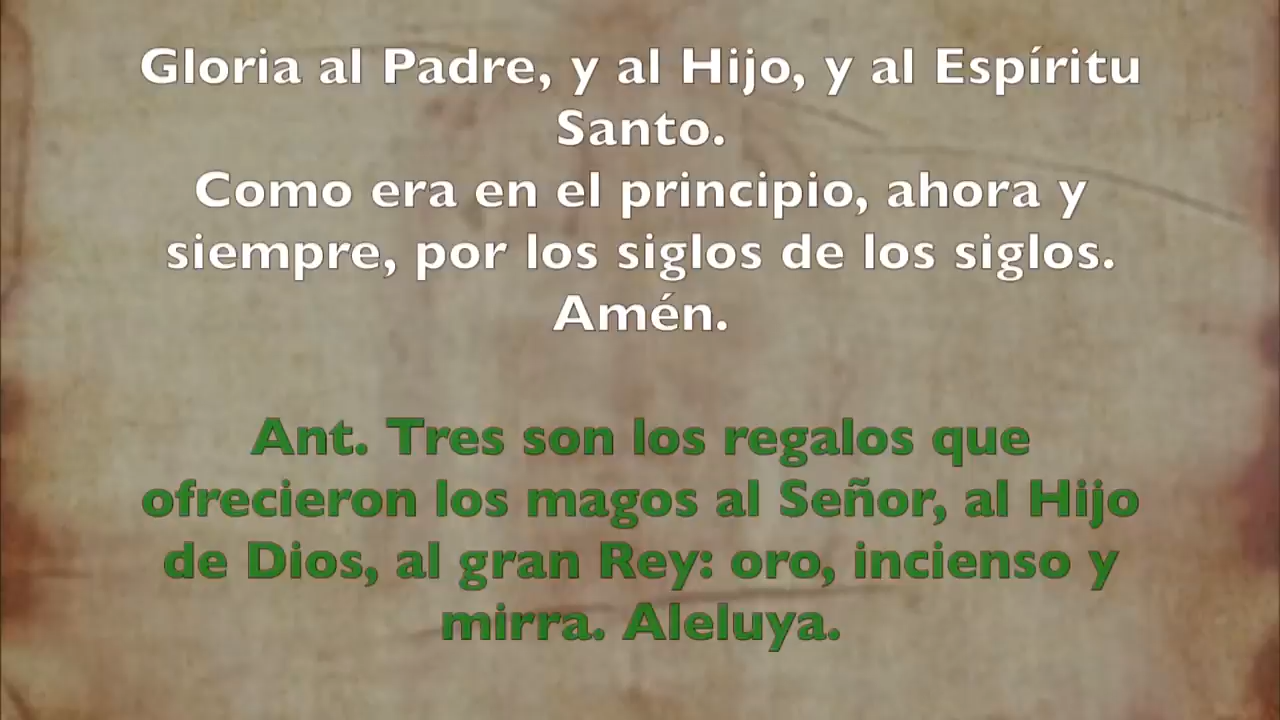 Gloria al Padre, y al Hijo, y al Espíritu
Santo.
Como era en el principio, ahora y
siempre, por los siglos de los siglos.
Amén.
Ant. Tres son los regalos que
ofrecieron los magos al Señor, al Hijo
de Dios, al gran Rey: oro, incienso y
mirra. Aleluya.